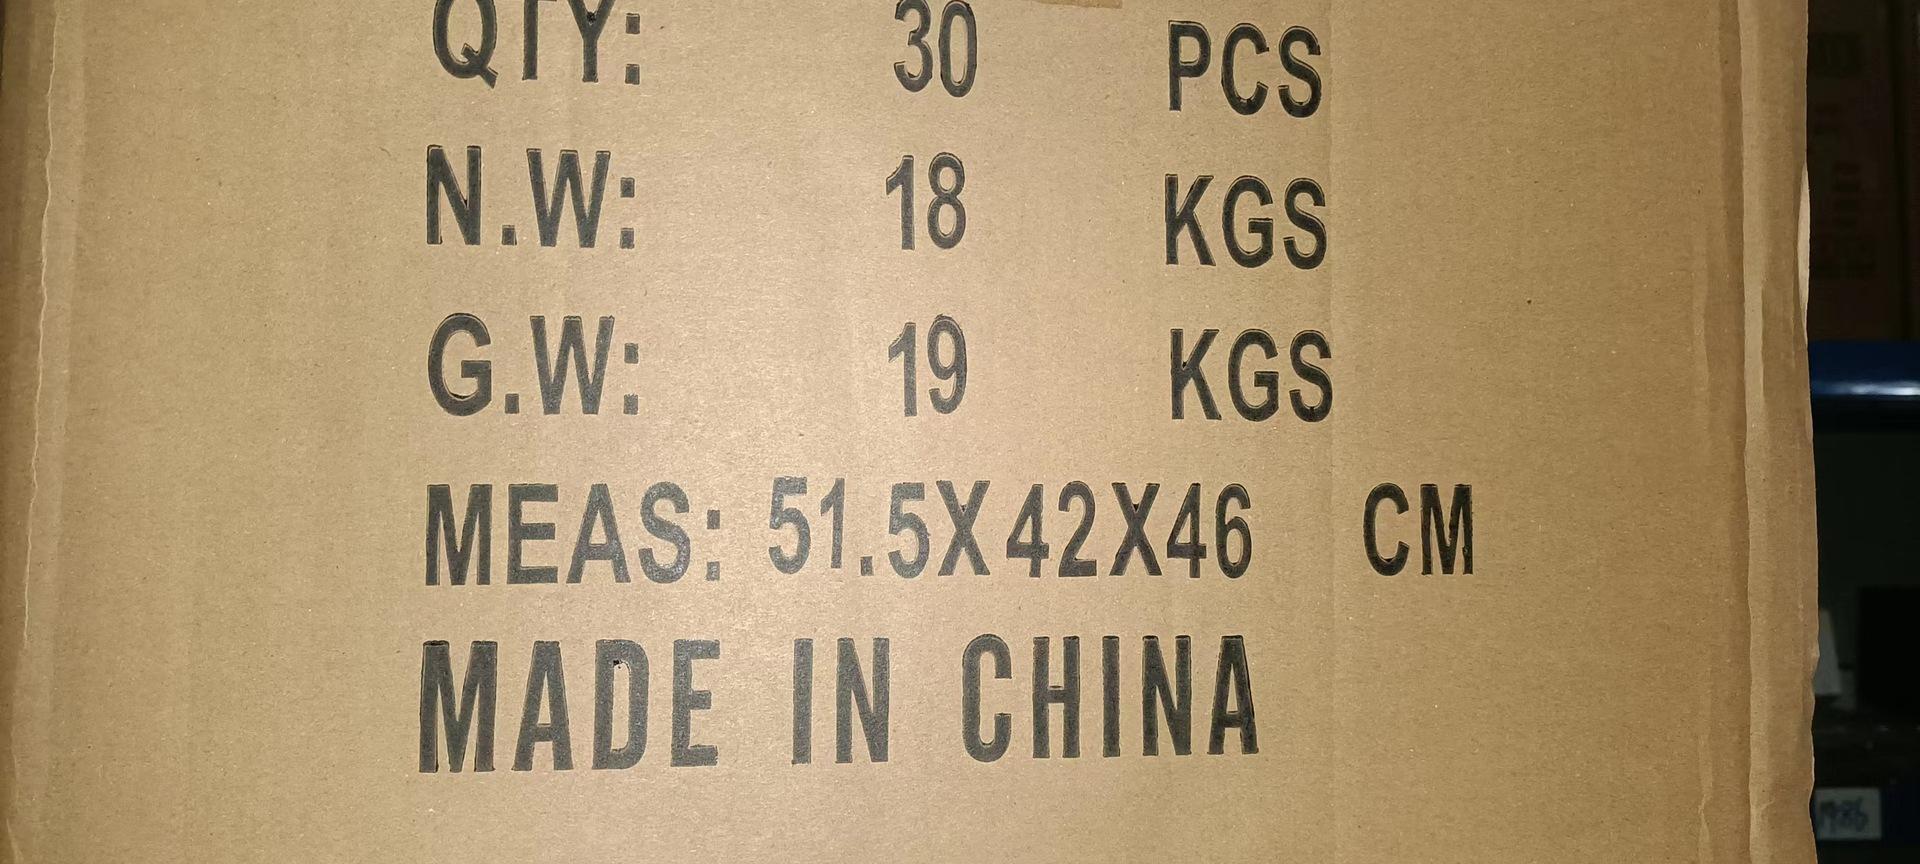 QTY: 30 PCS
N.W: 18 KGS
G.W: 19 KGS
MEAS: 51.5X42X46 CM
MADE IN CHINA